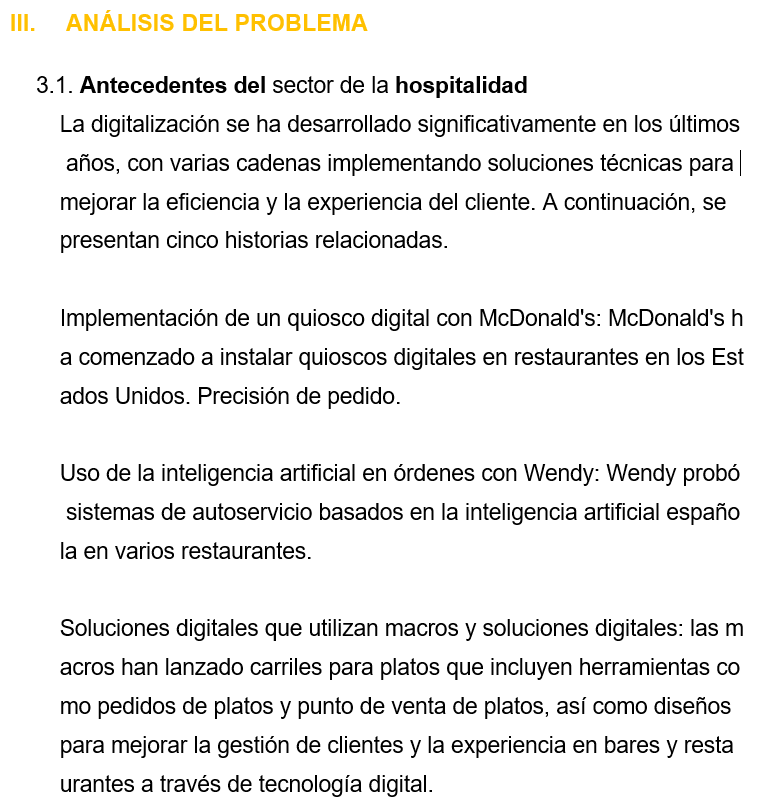 III. ANÁLISIS DEL PROBLEMA
3.1. Antecedentes del sector de la hospitalidad
La digitalización se ha desarrollado significativamente en los últimos
años, con varias cadenas implementando soluciones técnicas para
mejorar la eficiencia y la experiencia del cliente. A continuación, se
presentan cinco historias relacionadas.
Implementación de un quiosco digital con McDonald's: McDonald's h
a comenzado a instalar quioscos digitales en restaurantes en los Est
ados Unidos. Precisión de pedido.
Uso de la inteligencia artificial en órdenes con Wendy: Wendy probó
sistemas de autoservicio basados en la inteligencia artificial españo
la en varios restaurantes.
Soluciones digitales que utilizan macros y soluciones digitales: las m
acros han lanzado carriles para platos que incluyen herramientas co
mo pedidos de platos y punto de venta de platos, así como diseños
para mejorar la gestión de clientes y la experiencia en bares y resta
urantes a través de tecnología digital.